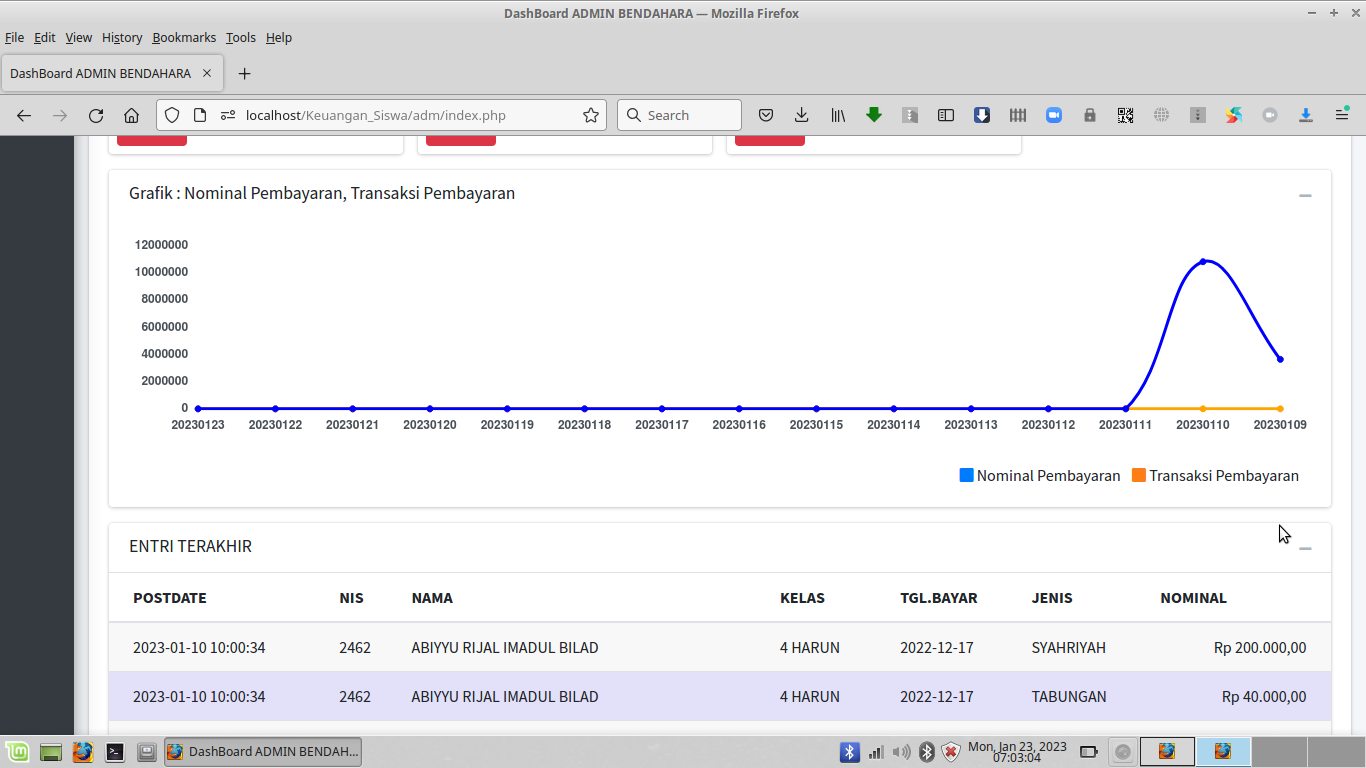 DashBoard ADMIN BENDAHARA — Mozilla Firefox
File Edit View History Bookmarks Tools Help
DashBoard ADMIN BENDAHARA
localhost/Keuangan_Siswa/adm/index.php
Search
Grafik : Nominal Pembayaran, Transaksi Pembayaran
12000000
10000000
8000000
6000000
4000000
2000000
0
20230123 20230122 20230121 20230120 20230119 20230118 20230117 20230116 20230115 20230114 20230113 20230112 20230111 20230110 20230109
Nominal Pembayaran Transaksi Pembayaran
ENTRI TERAKHIR
POSTDATE NIS NAMA KELAS TGL.BAYAR JENIS NOMINAL
2023-01-10 10:00:34 2462 ABIYYU RIJAL IMADUL BILAD 4 HARUN 2022-12-17 SYAHRIYAH Rp 200.000,00
2023-01-10 10:00:34 2462 ABIYYU RIJAL IMADUL BILAD 4 HARUN 2022-12-17 TABUNGAN Rp 40.000,00
DashBoard ADMIN BENDAH...
Mon, Jan 23, 2023
07:03:04